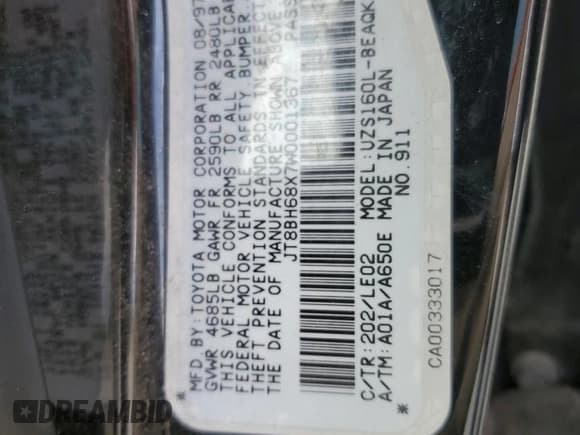 MFD.BY:TOYOTA MOTOR CORPORATION 08/97
GVWR 4685LB GAWR FR 2590LB RR 2480LB
THIS VEHICLE CONFORMS TO ALL APPLICAB
FEDERAL MOTOR VEHICLE SAFETY, BUMPER
THEFT PREVENTION STANDARDS IN EFFECT
THE DATE OF MANUFACTURE SHOWN ABOVE
* JT8BH68X7W0001367 * PASS
C/TR:202/LE02 MODEL:UZS160L-BEAQK
A/TM:A01A/A650E MADE IN JAPAN
* NO.911
CA00333017
DREAMBID